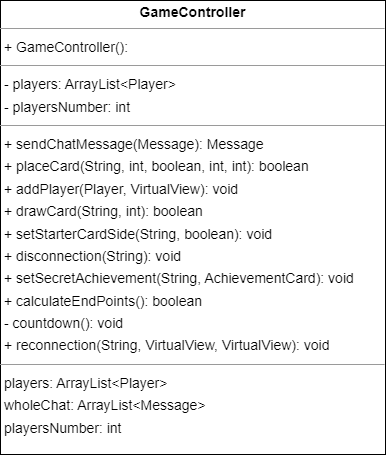 GameController
+ GameController():
- players: ArrayList<Player>
- playersNumber: int
+ sendChatMessage(Message): Message
+ placeCard(String, int, boolean, int, int): boolean
+ addPlayer(Player, VirtualView): void
+ drawCard(String, int): boolean
+ setStarterCardSide(String, boolean): void
+ disconnection(String): void
+ setSecretAchievement(String, AchievementCard): void
+ calculateEndPoints(): boolean
- countdown(): void
+ reconnection(String, VirtualView, VirtualView): void
players: ArrayList<Player>
wholeChat: ArrayList<Message>
playersNumber: int